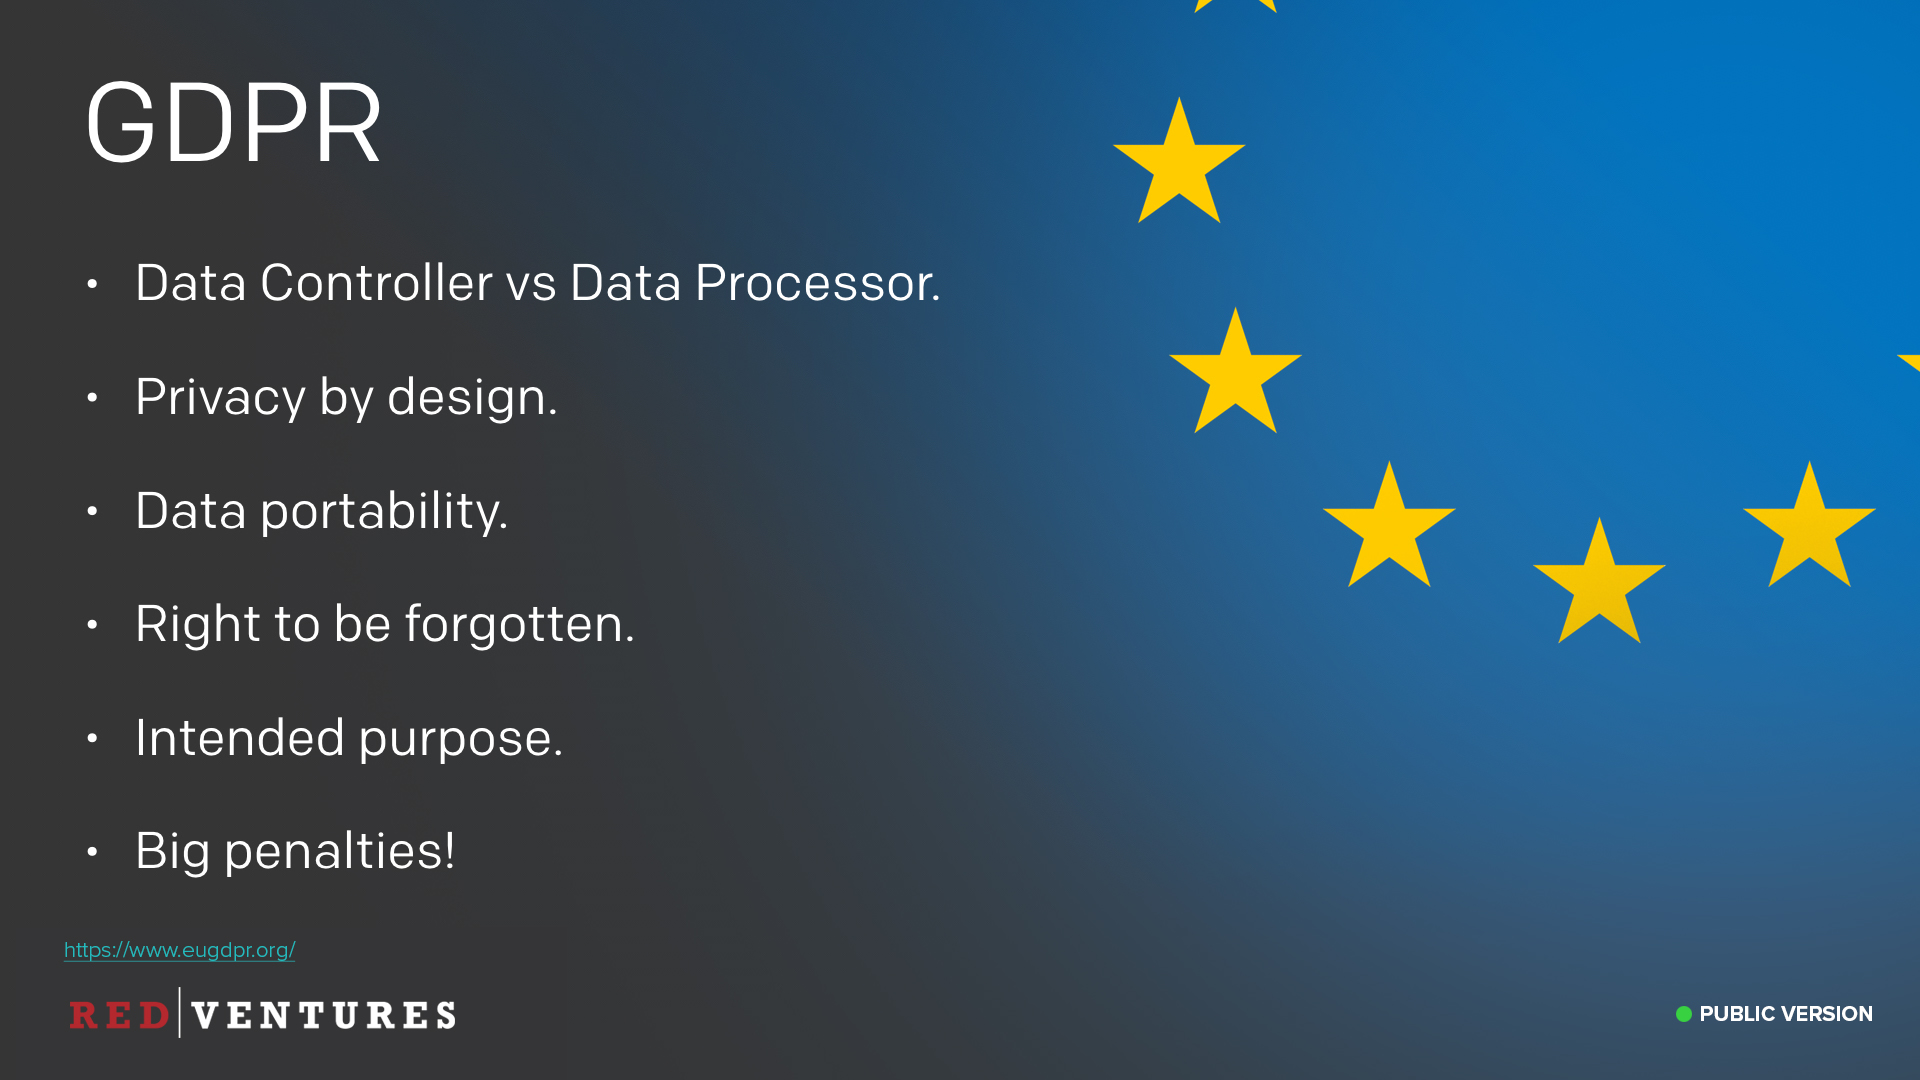 GDPR
• Data Controller vs Data Processor.
• Privacy by design.
• Data portability.
• Right to be forgotten.
• Intended purpose.
• Big penalties!
https://www.eugdpr.org/
RED VENTURES
PUBLIC VERSION